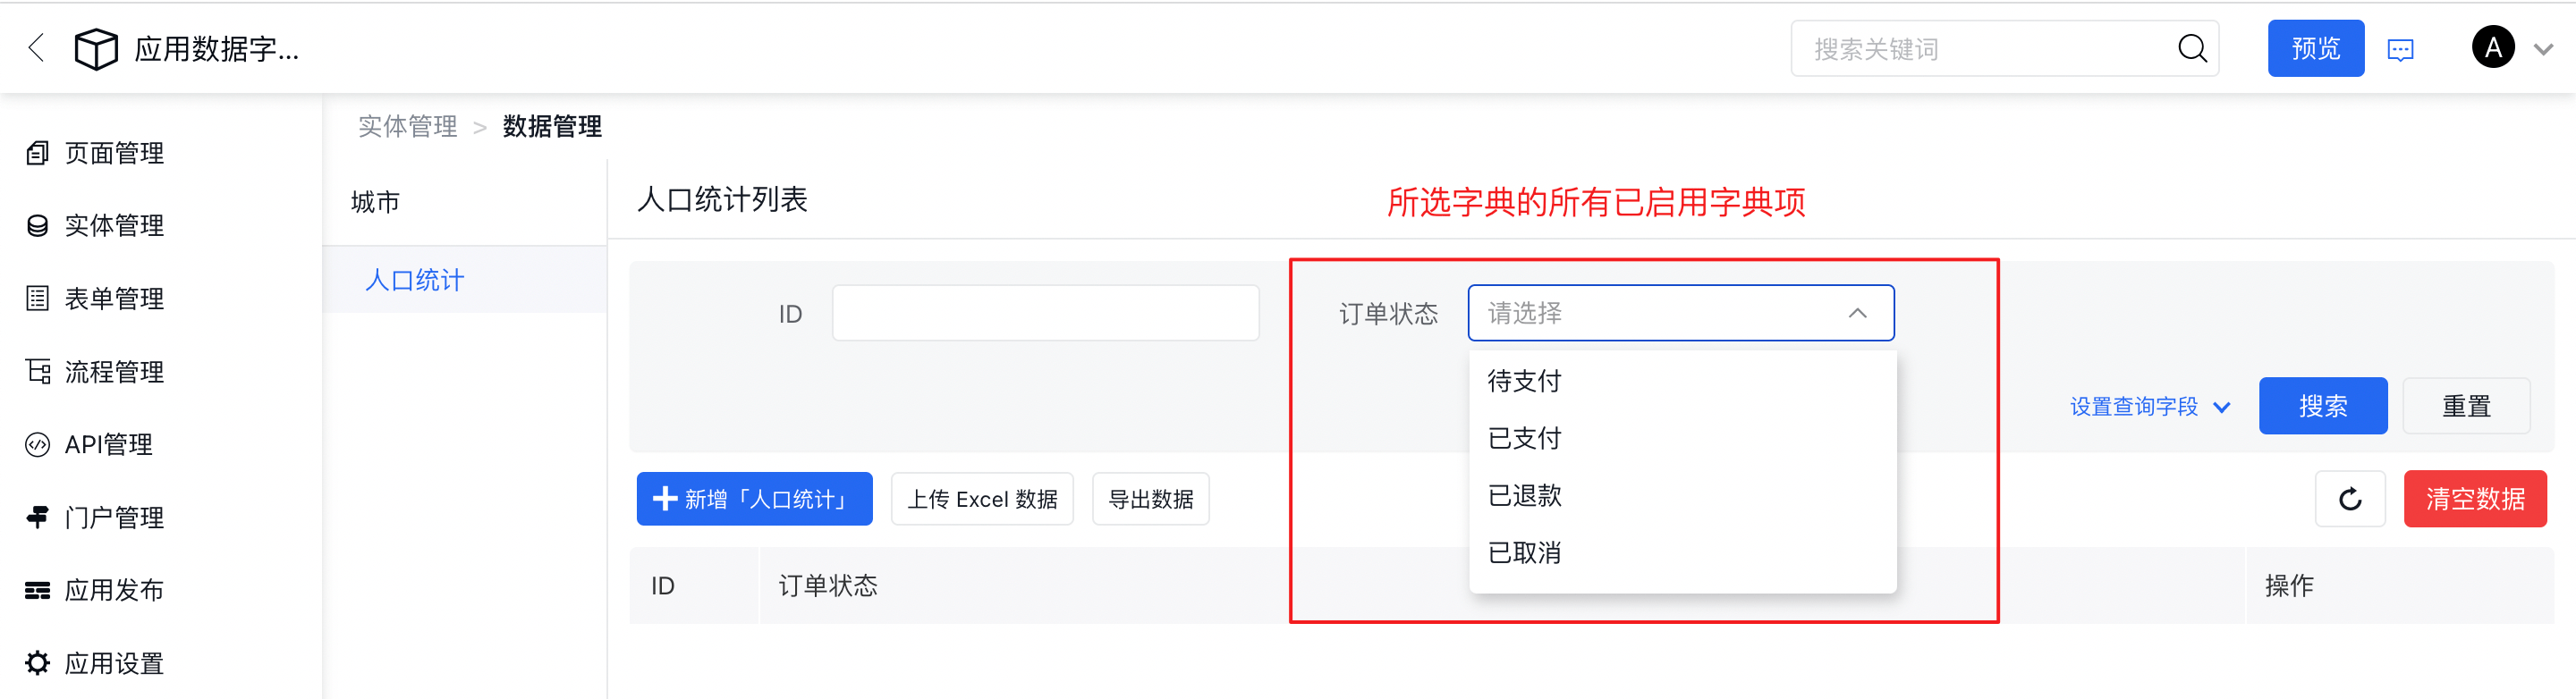 应用数据字...
搜索关键词
预览
A
页面管理
实体管理
表单管理
流程管理
API管理
门户管理
应用发布
应用设置
实体管理 > 数据管理
城市
人口统计
人口统计列表
所选字典的所有已启用字典项
ID
订单状态
请选择
待支付
已支付
已退款
已取消
设置查询字段
搜索
重置
新增「人口统计」
上传 Excel 数据
导出数据
清空数据
ID
订单状态
操作